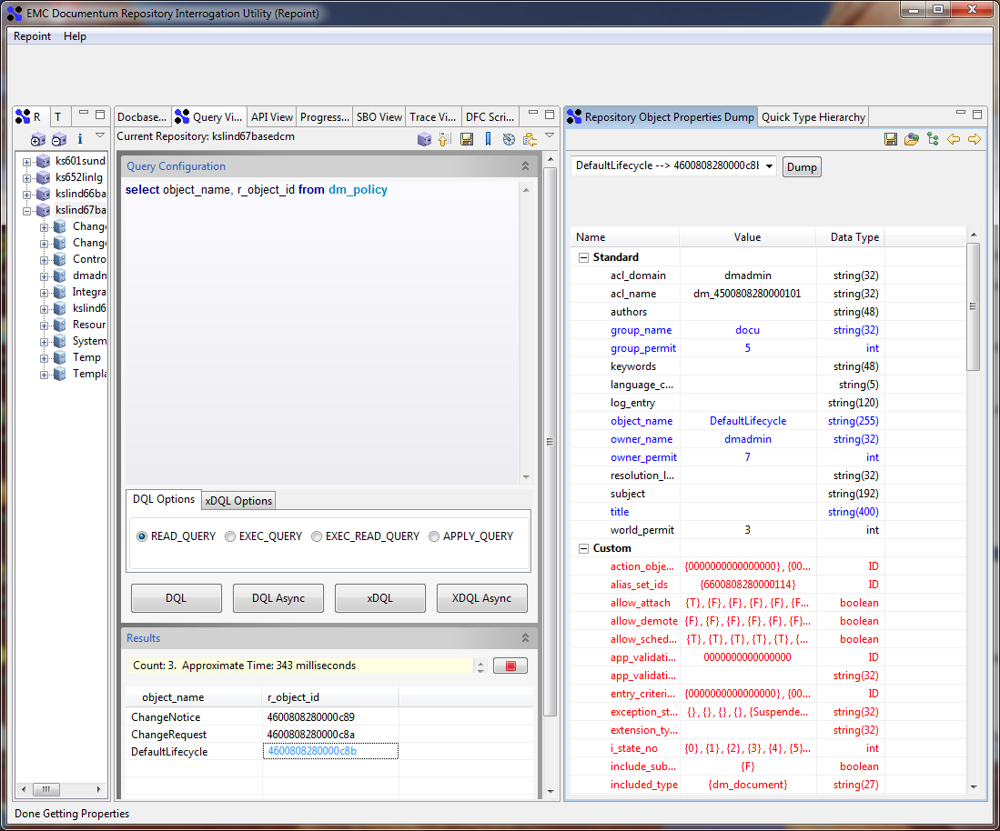 EMC Documentum Repository Interrogation Utility (Repoint)
Repoint Help
R T
ks601sund
ks652linlg
kslind66ba
kslind67ba
Change
Change
Contro
dmadn
Integra
kslind6
Resour
System
Temp
Templa
Docbase... Query Vi... API View Progress... SBO View Trace Vi... DFC Scri...
Current Repository: kslind67basedcm
Query Configuration
select object_name, r_object_id from dm_policy
DQL Options xDQL Options
READ_QUERY EXEC_QUERY EXEC_READ_QUERY APPLY_QUERY
DQL DQL Async xDQL XDQL Async
Results
Count: 3. Approximate Time: 343 milliseconds
object_name r_object_id
ChangeNotice 4600808280000c89
ChangeRequest 4600808280000c8a
DefaultLifecycle 4600808280000c8b
Repository Object Properties Dump Quick Type Hierarchy
DefaultLifecycle --> 4600808280000c8b Dump
Name Value Data Type
Standard
acl_domain dmadmin string(32)
acl_name dm_4500808280000101 string(32)
authors string(48)
group_name docu string(32)
group_permit 5 int
keywords string(48)
language_c... string(5)
log_entry string(120)
object_name DefaultLifecycle string(255)
owner_name dmadmin string(32)
owner_permit 7 int
resolution_l... string(32)
subject string(192)
title string(400)
world_permit 3 int
Custom
action_obje... {0000000000000000}, {00... ID
alias_set_ids {6600808280000114} ID
allow_attach {T}, {F}, {F}, {F}, {F}, {F... boolean
allow_demote {F}, {F}, {F}, {F}, {F}, {F}... boolean
allow_sched... {T}, {T}, {T}, {T}, {T}, {... boolean
app_validati... 0000000000000000 ID
app_validati... string(32)
entry_criteri... {0000000000000000}, {00... ID
exception_st... {}, {}, {}, {}, {Suspende... string(32)
extension_ty... string(32)
i_state_no {0}, {1}, {2}, {3}, {4}, {5}... int
include_sub... {F} boolean
included_type {dm_document} string(27)
Done Getting Properties